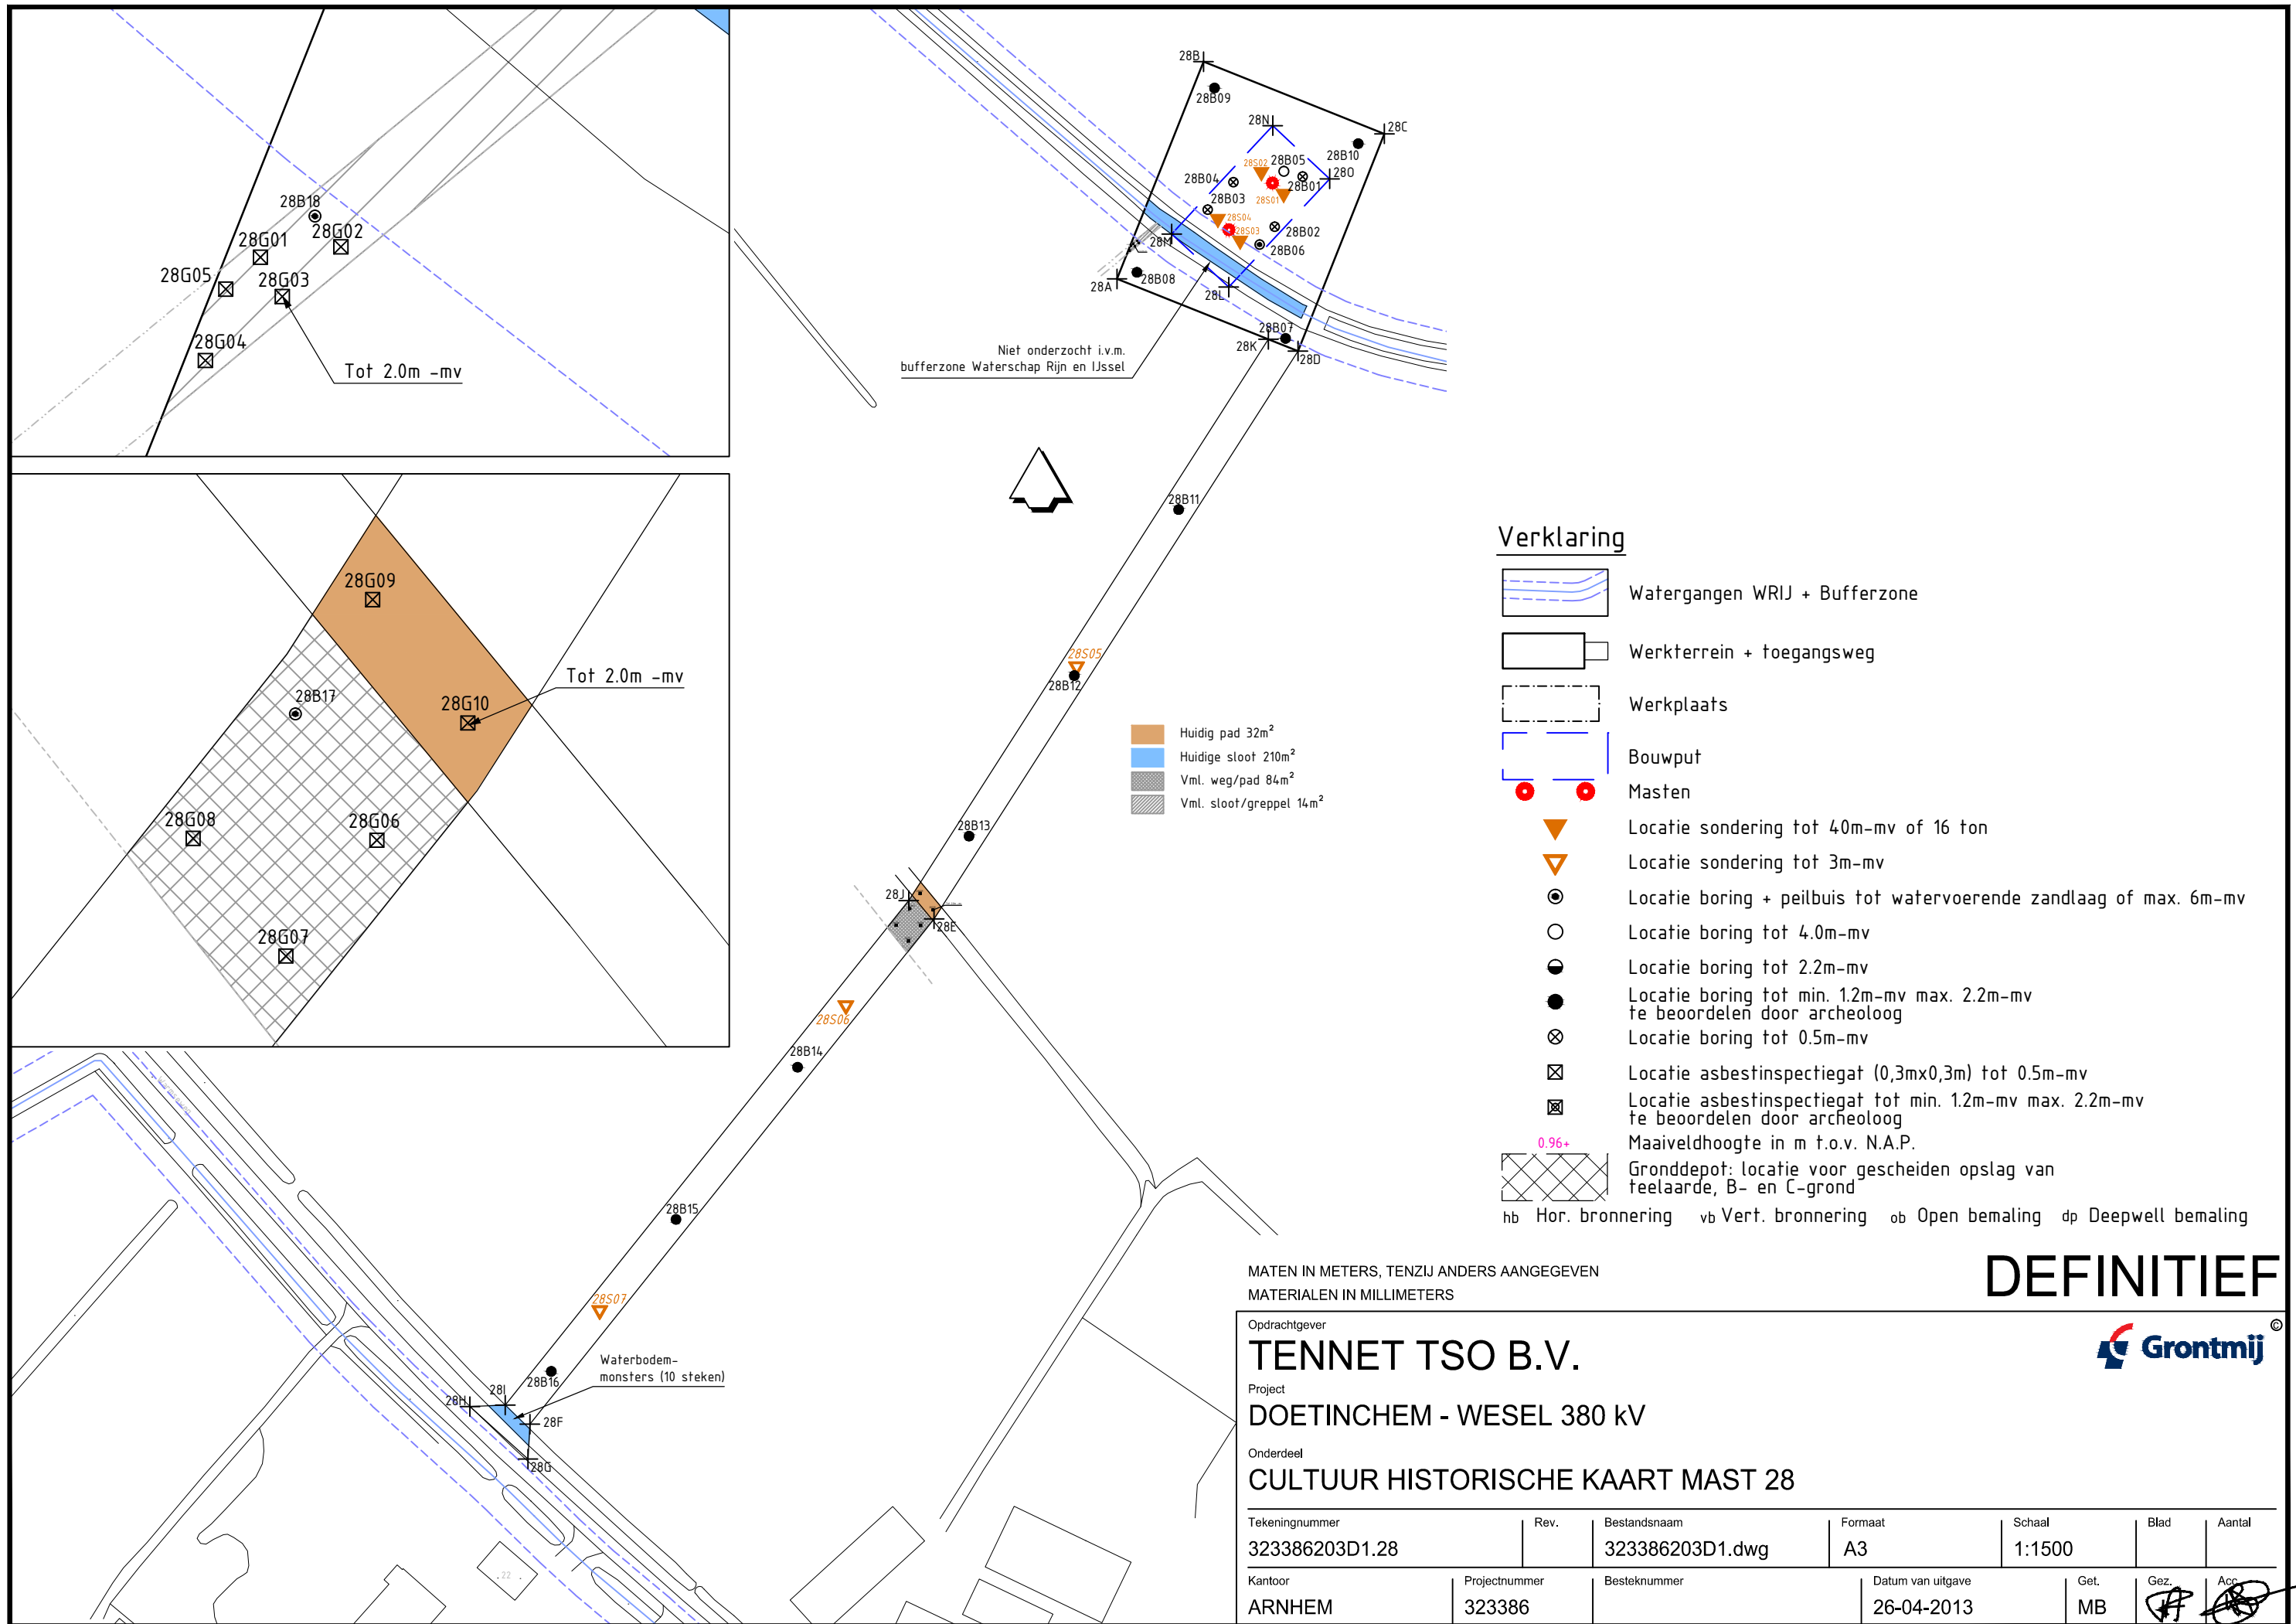 28B18
28G01
28G02
28G05
28G03
28G04
Tot 2.0m -mv
28G09
Tot 2.0m -mv
28B17
28G10
28G08
28G06
28G07
28B
28B09
28N
28C
28B10
28S02
28B05
28O
28B04
28B01
28S01
28B03
28S04
28S03
28B02
28M
28B06
28A
28B08
28L
28B07
28K
28D
Niet onderzocht i.v.m.
bufferzone Waterschap Rijn en IJssel
28B11
28S05
28B12
28B13
28J
28E
28S06
28B14
28B15
28S07
28B16
Waterbodem-
monsters (10 steken)
28H
28I
28F
28G
22
Huidig pad 32m²
Huidige sloot 210m²
Vml. weg/pad 84m²
Vml. sloot/greppel 14m²
Verklaring
Watergangen WRIJ + Bufferzone
Werkterrein + toegangsweg
Werkplaats
Bouwput
Masten
Locatie sondering tot 40m-mv of 16 ton
Locatie sondering tot 3m-mv
Locatie boring + peilbuis tot watervoerende zandlaag of max. 6m-mv
Locatie boring tot 4.0m-mv
Locatie boring tot 2.2m-mv
Locatie boring tot min. 1.2m-mv max. 2.2m-mv
te beoordelen door archeoloog
Locatie boring tot 0.5m-mv
Locatie asbestinspectiegat (0,3mx0,3m) tot 0.5m-mv
Locatie asbestinspectiegat tot min. 1.2m-mv max. 2.2m-mv
te beoordelen door archeoloog
0.96+ Maaiveldhoogte in m t.o.v. N.A.P.
Gronddepot: locatie voor gescheiden opslag van
teelaarde, B- en C-grond
hb Hor. bronnering vb Vert. bronnering ob Open bemaling dp Deepwell bemaling
MATEN IN METERS, TENZIJ ANDERS AANGEGEVEN
MATERIALEN IN MILLIMETERS
DEFINITIEF
Opdrachtgever
TENNET TSO B.V.
Grontmij ©
Project
DOETINCHEM - WESEL 380 kV
Onderdeel
CULTUUR HISTORISCHE KAART MAST 28
Tekeningnummer Rev. Bestandsnaam Formaat Schaal Blad Aantal
323386203D1.28 323386203D1.dwg A3 1:1500
Kantoor Projectnummer Besteknummer Datum van uitgave Get. Gez. Acc.
ARNHEM 323386 26-04-2013 MB